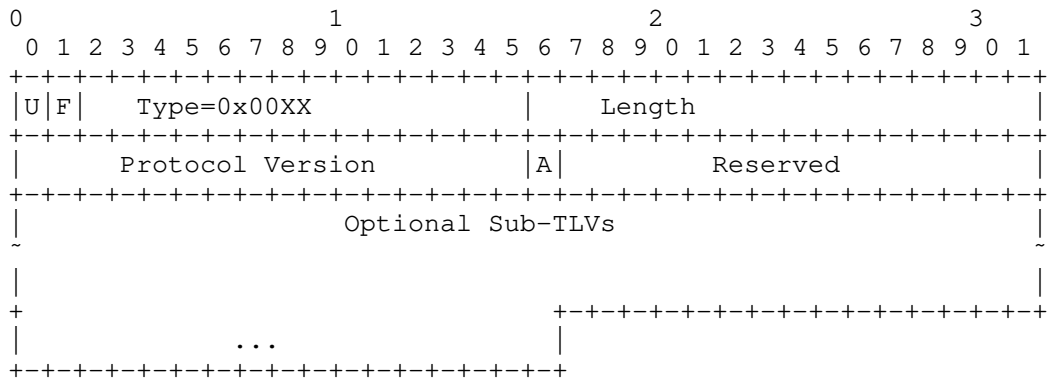 0                   1                   2                   3
 0 1 2 3 4 5 6 7 8 9 0 1 2 3 4 5 6 7 8 9 0 1 2 3 4 5 6 7 8 9 0 1
+-+-+-+-+-+-+-+-+-+-+-+-+-+-+-+-+-+-+-+-+-+-+-+-+-+-+-+-+-+-+-+-+
|U|F|   Type=0x00XX             |    Length                     |
+-+-+-+-+-+-+-+-+-+-+-+-+-+-+-+-+-+-+-+-+-+-+-+-+-+-+-+-+-+-+-+-+
|      Protocol Version         |A|         Reserved            |
+-+-+-+-+-+-+-+-+-+-+-+-+-+-+-+-+-+-+-+-+-+-+-+-+-+-+-+-+-+-+-+-+
|                    Optional Sub-TLVs                          |
~                                                               ~
|                                                               |
+                                 +-+-+-+-+-+-+-+-+-+-+-+-+-+-+-+
|             ...                 |
+-+-+-+-+-+-+-+-+-+-+-+-+-+-+-+-+-+